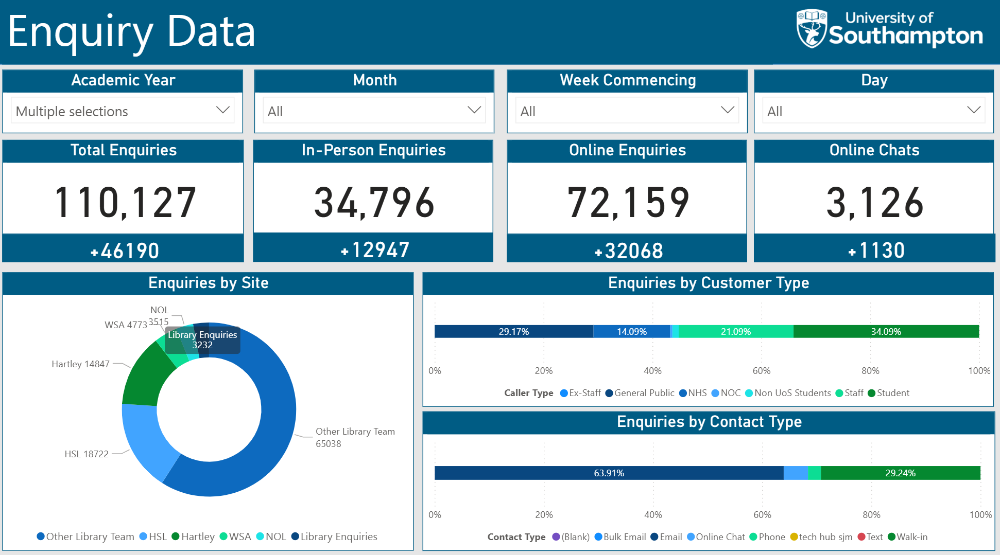 Enquiry Data
University of
Southampton
Academic Year
Month
Week Commencing
Day
Multiple selections
All
All
All
Total Enquiries
In-Person Enquiries
Online Enquiries
Online Chats
110,127
34,796
72,159
3,126
+46190
+12947
+32068
+1130
Enquiries by Site
NOL
3515
WSA 4773
Library Enquiries
3232
Hartley 14847
Other Library Team
65038
HSL 18722
Other Library Team HSL Hartley WSA NOL Library Enquiries
Enquiries by Customer Type
29.17% 14.09% 21.09% 34.09%
0% 20% 40% 60% 80% 100%
Caller Type Ex-Staff General Public NHS NOC Non UoS Students Staff Student
Enquiries by Contact Type
63.91% 29.24%
0% 20% 40% 60% 80% 100%
Contact Type (Blank) Bulk Email Email Online Chat Phone tech hub sjm Text Walk-in